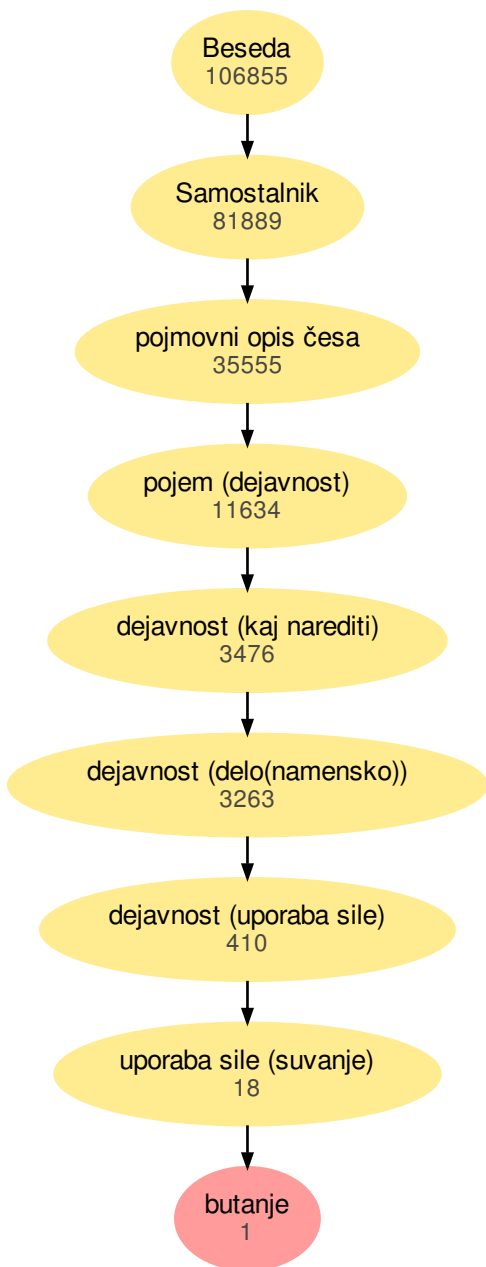 Beseda
106855
Samostalnik
81889
pojmovni opis česa
35555
pojem (dejavnost)
11634
dejavnost (kaj narediti)
3476
dejavnost (delo(namensko))
3263
dejavnost (uporaba sile)
410
uporaba sile (suvanje)
18
butanje
1